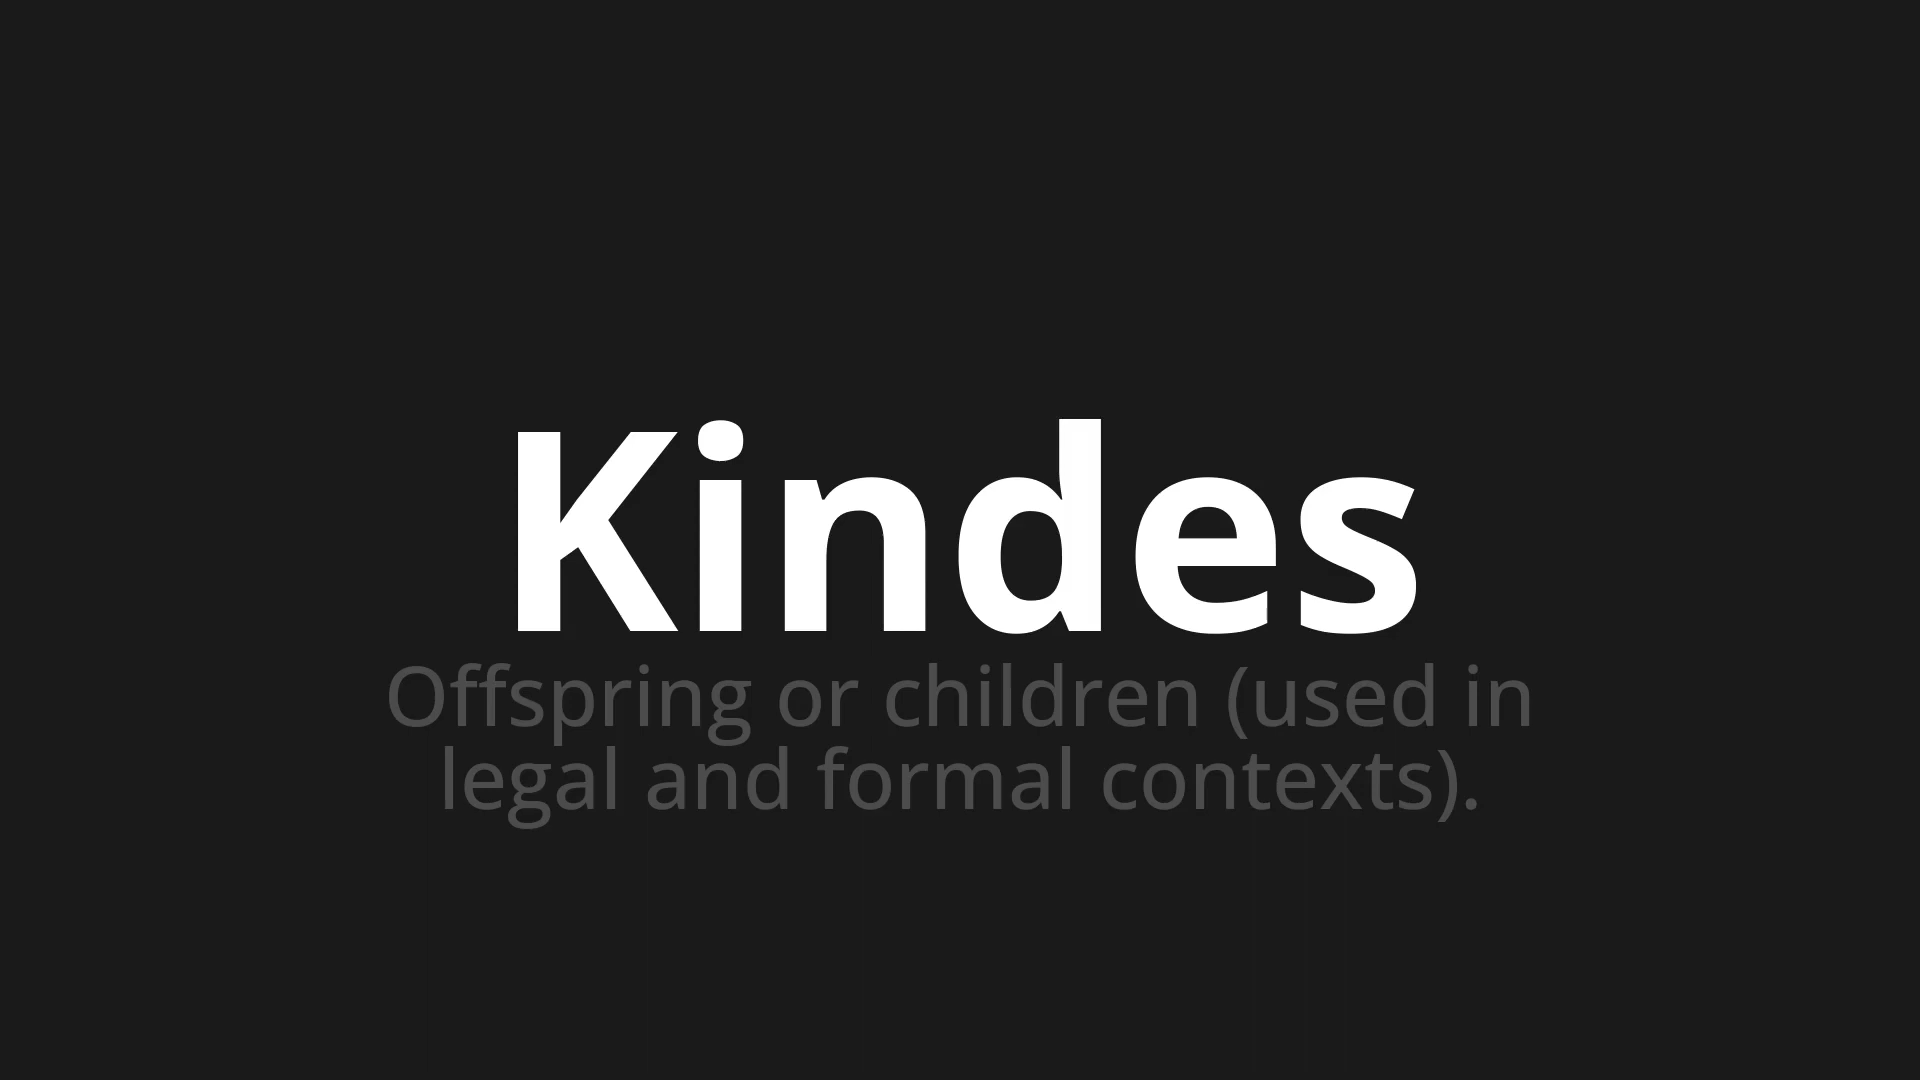 Kindes
Offspring or children (used in
legal and formal contexts).